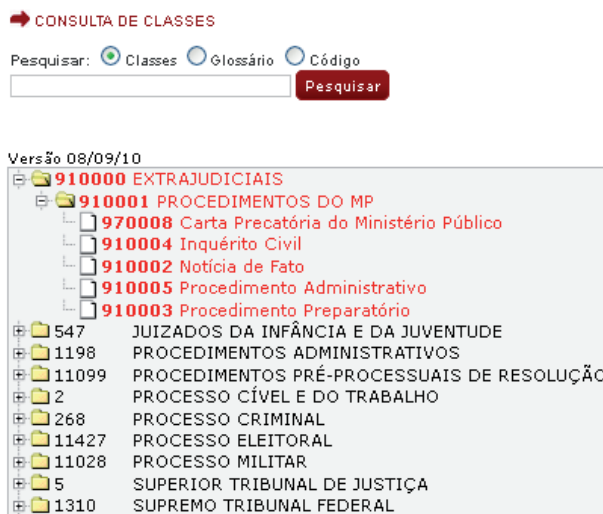 CONSULTA DE CLASSES
Pesquisar: Classes Glossário Código
Pesquisar
Versão 08/09/10
910000 EXTRAJUDICIAIS
910001 PROCEDIMENTOS DO MP
970008 Carta Precatória do Ministério Público
910004 Inquérito Civil
910002 Notícia de Fato
910005 Procedimento Administrativo
910003 Procedimento Preparatório
547 JUIZADOS DA INFÂNCIA E DA JUVENTUDE
1198 PROCEDIMENTOS ADMINISTRATIVOS
11099 PROCEDIMENTOS PRÉ-PROCESSUAIS DE RESOLUÇÃO
2 PROCESSO CÍVEL E DO TRABALHO
268 PROCESSO CRIMINAL
11427 PROCESSO ELEITORAL
11028 PROCESSO MILITAR
5 SUPERIOR TRIBUNAL DE JUSTIÇA
1310 SUPREMO TRIBUNAL FEDERAL